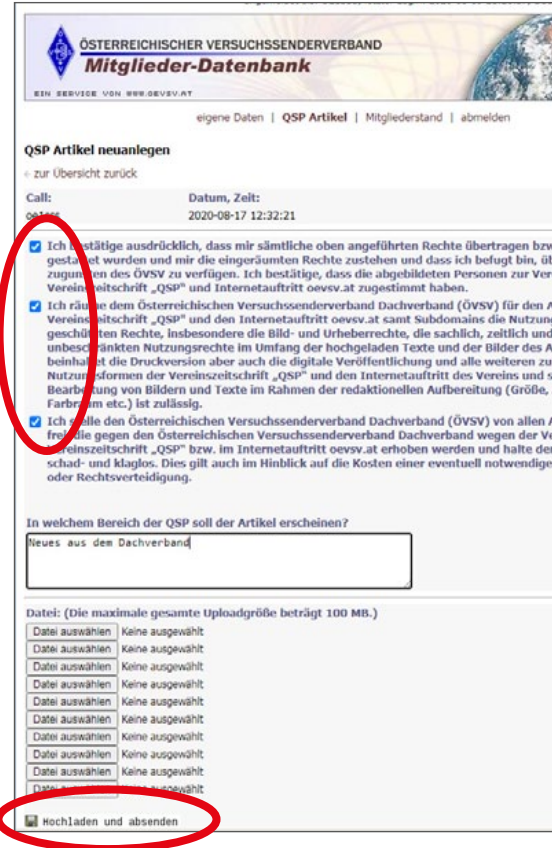 ÖSTERREICHISCHER VERSUCHSSENDERVERBAND
Mitglieder-Datenbank
EIN SERVICE VON WWW.OEVSV.AT
eigene Daten | QSP Artikel | Mitgliederstand | abmelden
QSP Artikel neuanlegen
zur Übersicht zurück
Call: Datum, Zeit:
2020-08-17 12:32:21
Ich bestätige ausdrücklich, dass mir sämtliche oben angeführten Rechte übertragen bzw
gestattet wurden und mir die eingeräumten Rechte zustehen und dass ich befugt bin, üb
zugunsten des ÖVSV zu verfügen. Ich bestätige, dass die abgebildeten Personen zur Ver
Vereinszeitschrift „QSP" und Internetauftritt oevsv.at zugestimmt haben.
Ich räume dem Österreichischen Versuchssenderverband Dachverband (ÖVSV) für den A
Vereinszeitschrift „QSP" und den Internetauftritt oevsv.at samt Subdomains die Nutzung
geschützten Rechte, insbesondere die Bild- und Urheberrechte, die sachlich, zeitlich und
unbeschränkten Nutzungsrechte im Umfang der hochgeladen Texte und der Bilder des A
beinhaltet die Druckversion aber auch die digitale Veröffentlichung und alle weiteren zu
Nutzungsformen der Vereinszeitschrift „QSP" und den Internetauftritt des Vereins und s
Bearbeitung von Bildern und Texte im Rahmen der redaktionellen Aufbereitung (Größe,
Farbraum etc.) ist zulässig.
Ich stelle den Österreichischen Versuchssenderverband Dachverband (ÖVSV) von allen A
frei, die gegen den Österreichischen Versuchssenderverband Dachverband wegen der Ve
Vereinszeitschrift „QSP" bzw. im Internetauftritt oevsv.at erhoben werden und halte den
schad- und klaglos. Dies gilt auch im Hinblick auf die Kosten einer eventuell notwendige
oder Rechtsverteidigung.
In welchem Bereich der QSP soll der Artikel erscheinen?
Neues aus dem Dachverband
Datei: (Die maximale gesamte Uploadgröße beträgt 100 MB.)
Datei auswählen Keine ausgewählt
Datei auswählen Keine ausgewählt
Datei auswählen Keine ausgewählt
Datei auswählen Keine ausgewählt
Datei auswählen Keine ausgewählt
Datei auswählen Keine ausgewählt
Datei auswählen Keine ausgewählt
Datei auswählen Keine ausgewählt
Datei auswählen Keine ausgewählt
Datei auswählen Keine ausgewählt
Hochladen und absenden